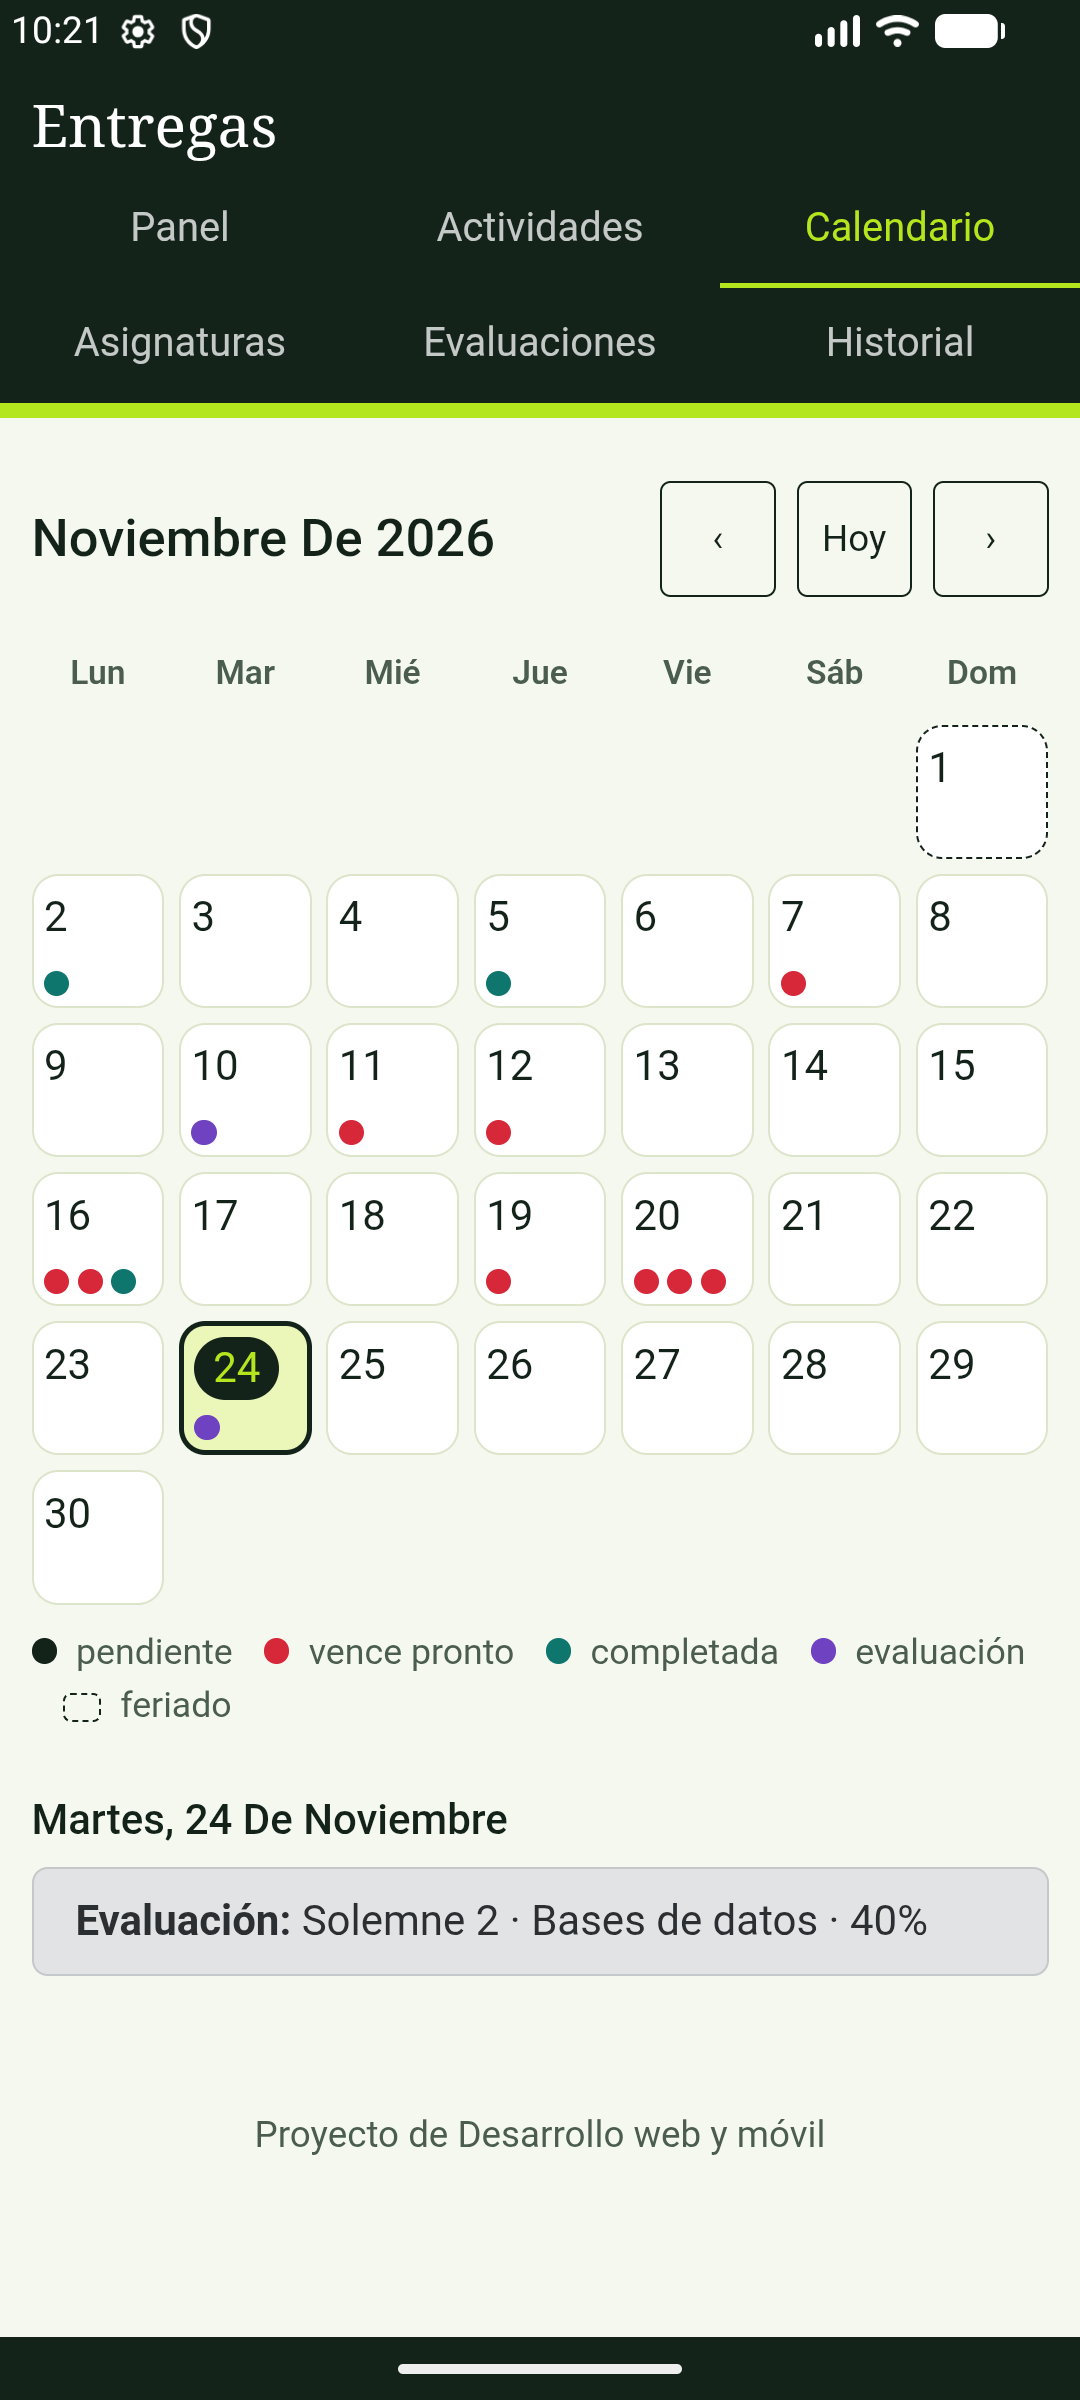 10:21
Entregas
Panel Actividades Calendario
Asignaturas Evaluaciones Historial
Noviembre De 2026 ‹ Hoy ›
Lun Mar Mié Jue Vie Sáb Dom
1
2 3 4 5 6 7 8
9 10 11 12 13 14 15
16 17 18 19 20 21 22
23 24 25 26 27 28 29
30
pendiente vence pronto completada evaluación
feriado
Martes, 24 De Noviembre
Evaluación: Solemne 2 · Bases de datos · 40%
Proyecto de Desarrollo web y móvil